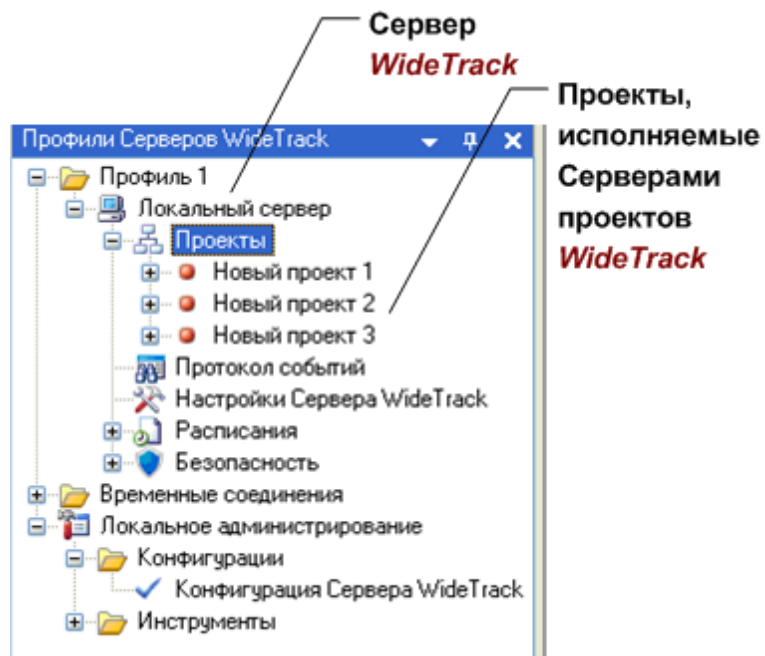 Сервер
WideTrack
Проекты,
исполняемые
Серверами
проектов
WideTrack
Профили Серверов WideTrack
Профиль 1
Локальный сервер
Проекты
Новый проект 1
Новый проект 2
Новый проект 3
Протокол событий
Настройки Сервера WideTrack
Расписания
Безопасность
Временные соединения
Локальное администрирование
Конфигурации
Конфигурация Сервера WideTrack
Инструменты